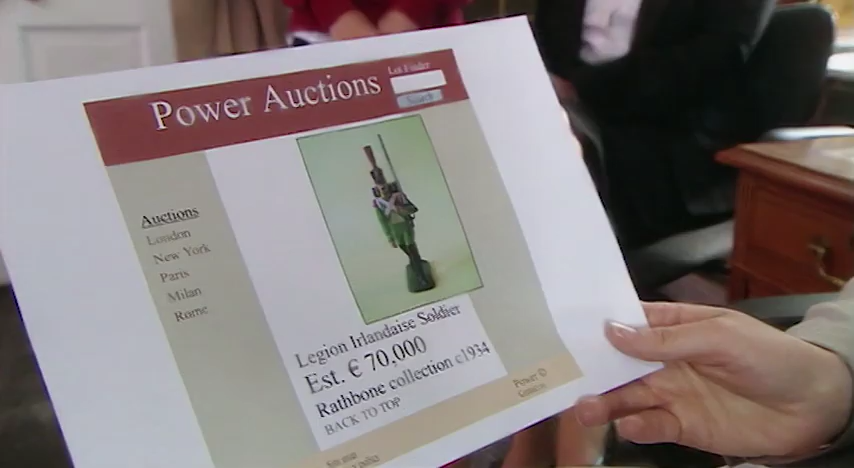 Power Auctions
Lot Finder
Search
Auctions
London
New York
Paris
Milan
Rome
Legion Irlandaise Soldier
Est. € 70,000
Rathbone collection c1934
BACK TO TOP
Power ©